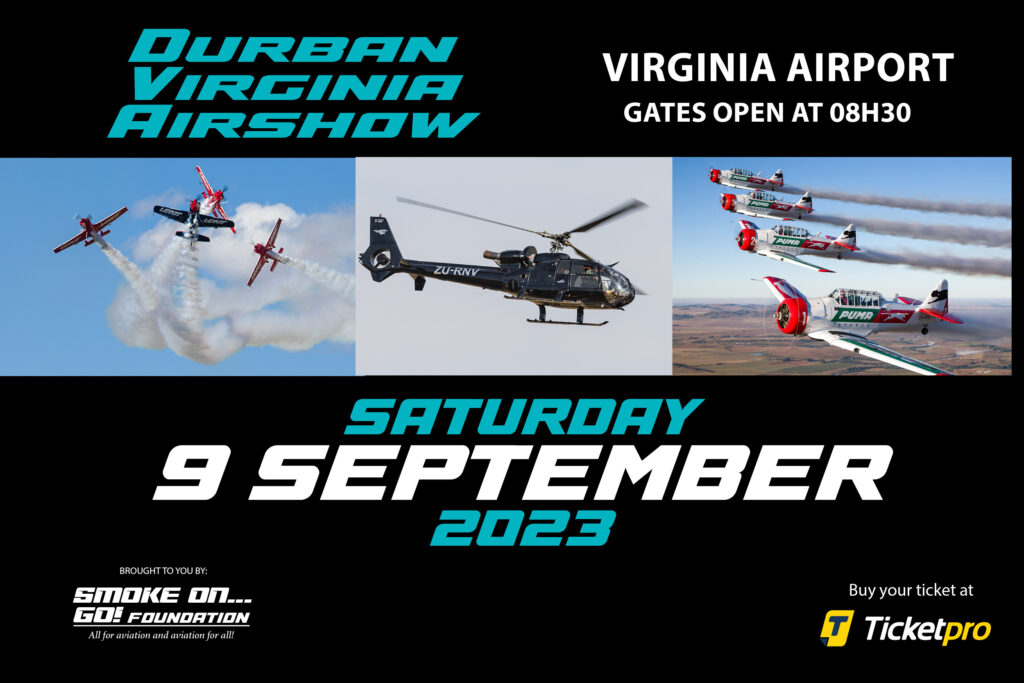 DURBAN
VIRGINIA
AIRSHOW
VIRGINIA AIRPORT
GATES OPEN AT 08H30
ZU-RNV
PUMA
PUMA
PUMA
SATURDAY
9 SEPTEMBER
2023
BROUGHT TO YOU BY:
SMOKE ON...
GO! FOUNDATION
All for aviation and aviation for all!
Buy your ticket at
Ticketpro